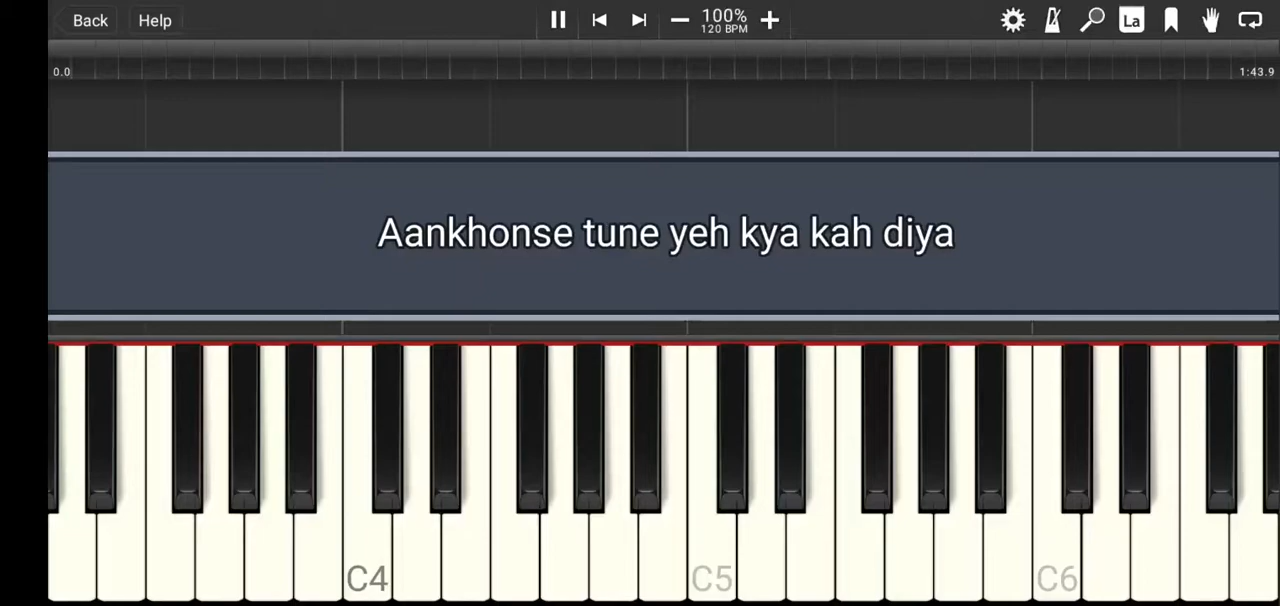 Back Help 100% La
120 BPM
0.0 1:43.9
Aankhonse tune yeh kya kah diya
C4 C5 C6